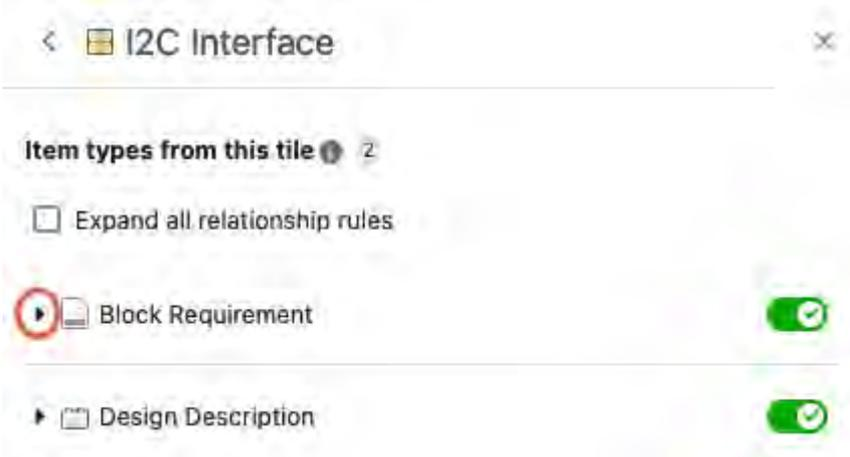 I2C Interface
Item types from this tile 2
Expand all relationship rules
Block Requirement
Design Description